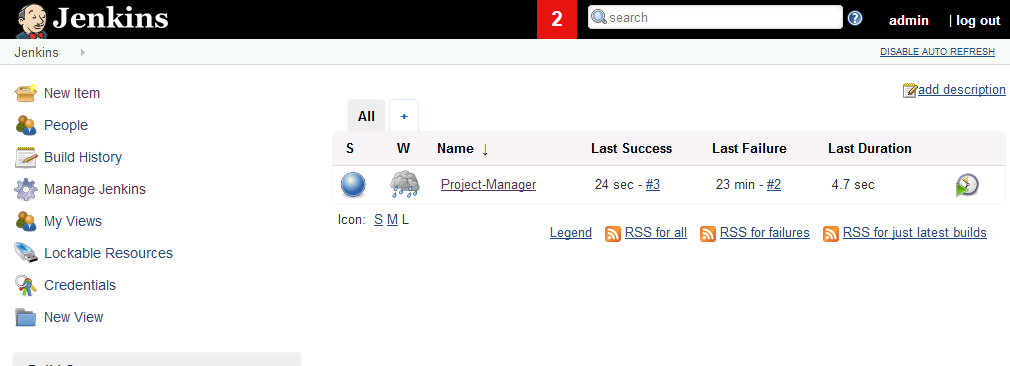 Jenkins
2
search
admin
| log out
Jenkins
DISABLE AUTO REFRESH
New Item
People
Build History
Manage Jenkins
My Views
Lockable Resources
Credentials
New View
add description
All
+
S W Name ↓ Last Success Last Failure Last Duration
Project-Manager 24 sec - #3 23 min - #2 4.7 sec
Icon: S M L
Legend RSS for all RSS for failures RSS for just latest builds